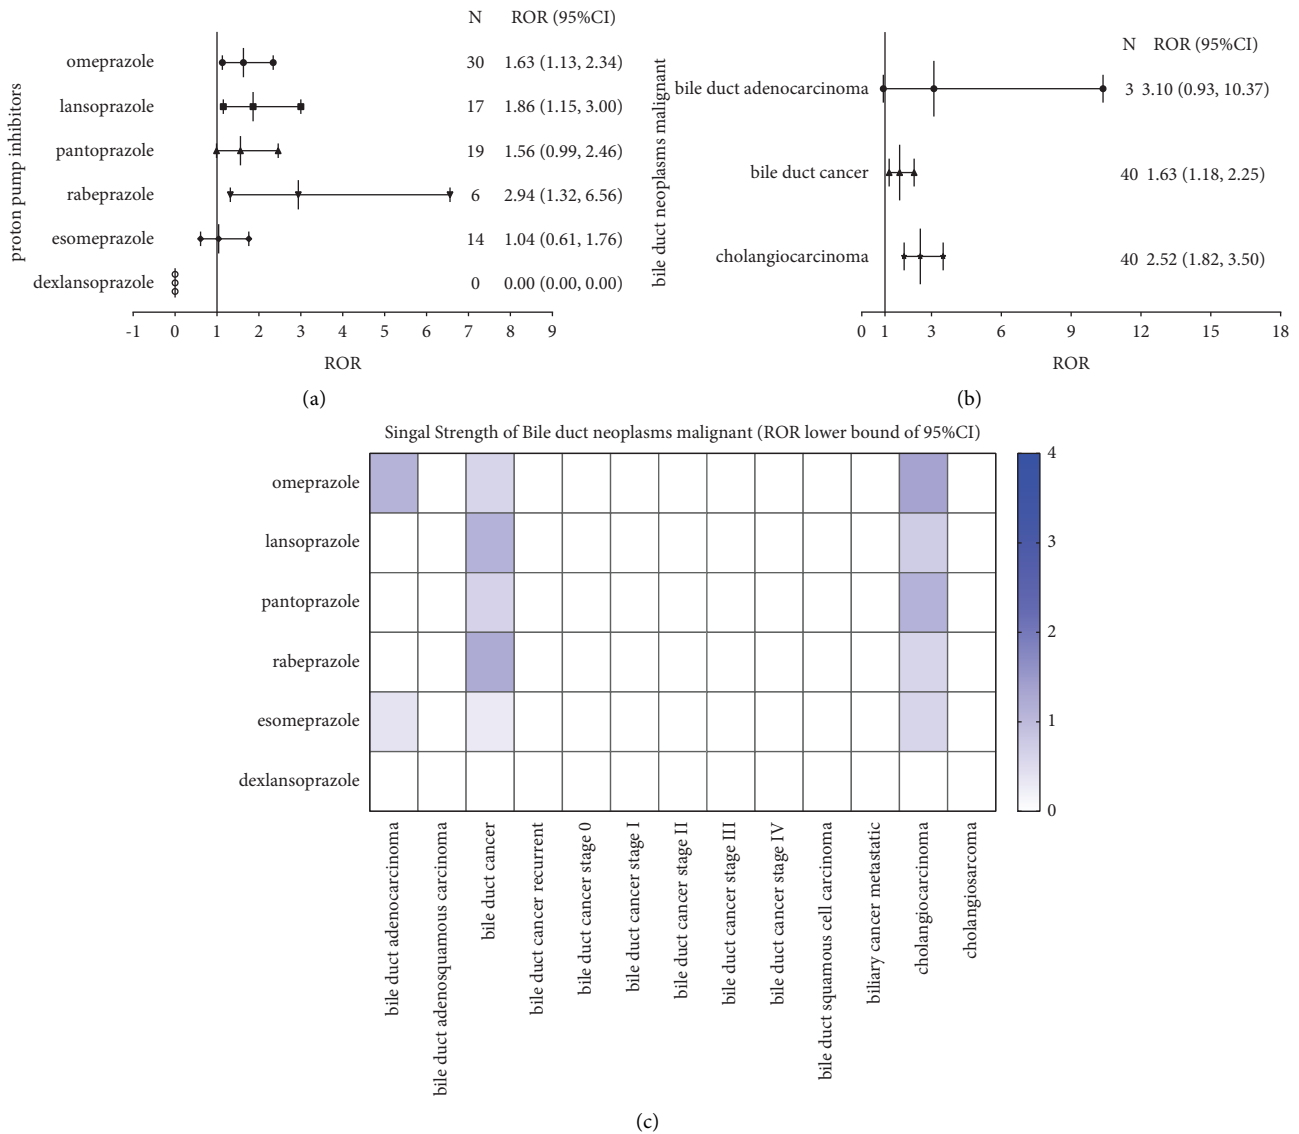 N ROR (95%CI)
proton pump inhibitors
omeprazole 30 1.63 (1.13, 2.34)
lansoprazole 17 1.86 (1.15, 3.00)
pantoprazole 19 1.56 (0.99, 2.46)
rabeprazole 6 2.94 (1.32, 6.56)
esomeprazole 14 1.04 (0.61, 1.76)
dexlansoprazole 0 0.00 (0.00, 0.00)
-1 0 1 2 3 4 5 6 7 8 9
ROR
(a)
N ROR (95%CI)
bile duct neoplasms malignant
bile duct adenocarcinoma 3 3.10 (0.93, 10.37)
bile duct cancer 40 1.63 (1.18, 2.25)
cholangiocarcinoma 40 2.52 (1.82, 3.50)
0 1 3 6 9 12 15 18
ROR
(b)
Singal Strength of Bile duct neoplasms malignant (ROR lower bound of 95%CI)
omeprazole
lansoprazole
pantoprazole
rabeprazole
esomeprazole
dexlansoprazole
4
3
2
1
0
bile duct adenocarcinoma
bile duct adenosquamous carcinoma
bile duct cancer
bile duct cancer recurrent
bile duct cancer stage 0
bile duct cancer stage I
bile duct cancer stage II
bile duct cancer stage III
bile duct cancer stage IV
bile duct squamous cell carcinoma
biliary cancer metastatic
cholangiocarcinoma
cholangiosarcoma
(c)